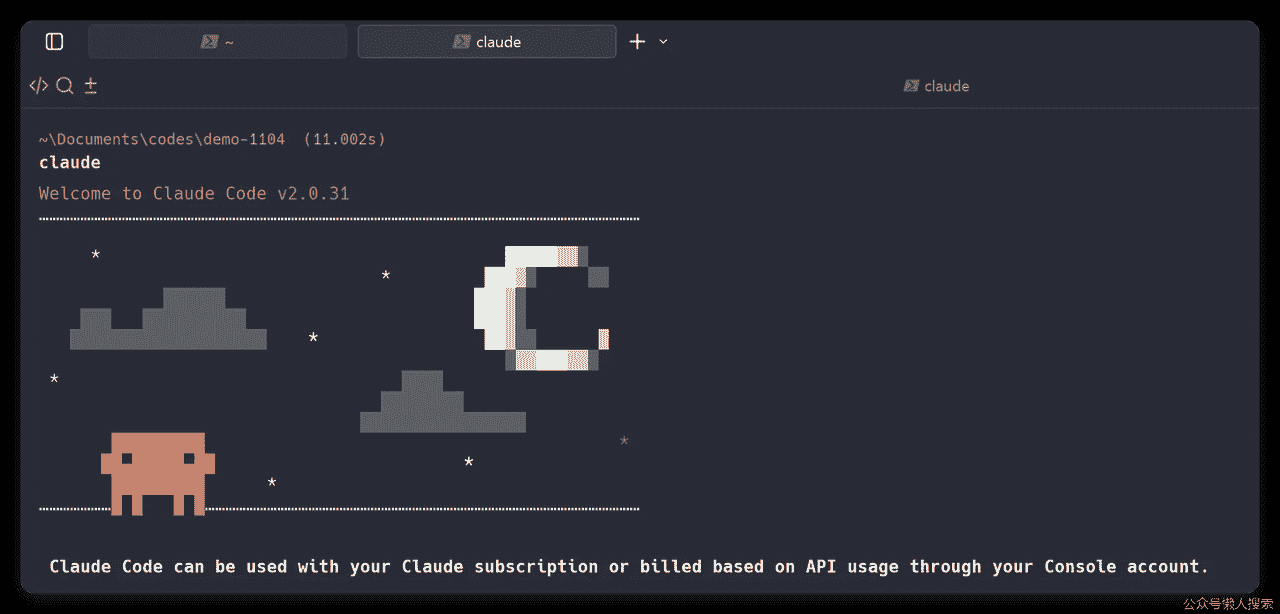 ~
claude
claude
~\Documents\codes\demo-1104 (11.002s)
claude
Welcome to Claude Code v2.0.31
Claude Code can be used with your Claude subscription or billed based on API usage through your Console account.
公众号懒人搜索